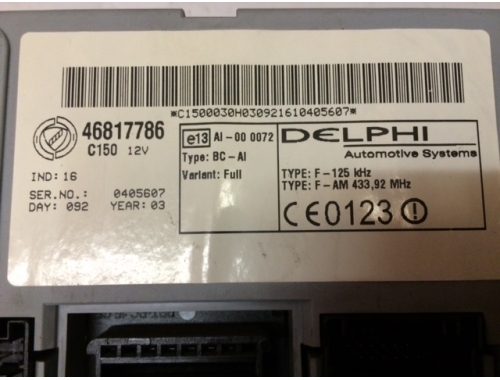 *C1500030H030921610405607*
46817786
C150 12V
IND: 16
SER.NO.: 0405607
DAY: 092 YEAR: 03
e13 AI-00 0072
Type: BC-AI
Variant: Full
DELPHI
Automotive Systems
TYPE: F-125 kHz
TYPE: F-AM 433,92 MHz
CE0123